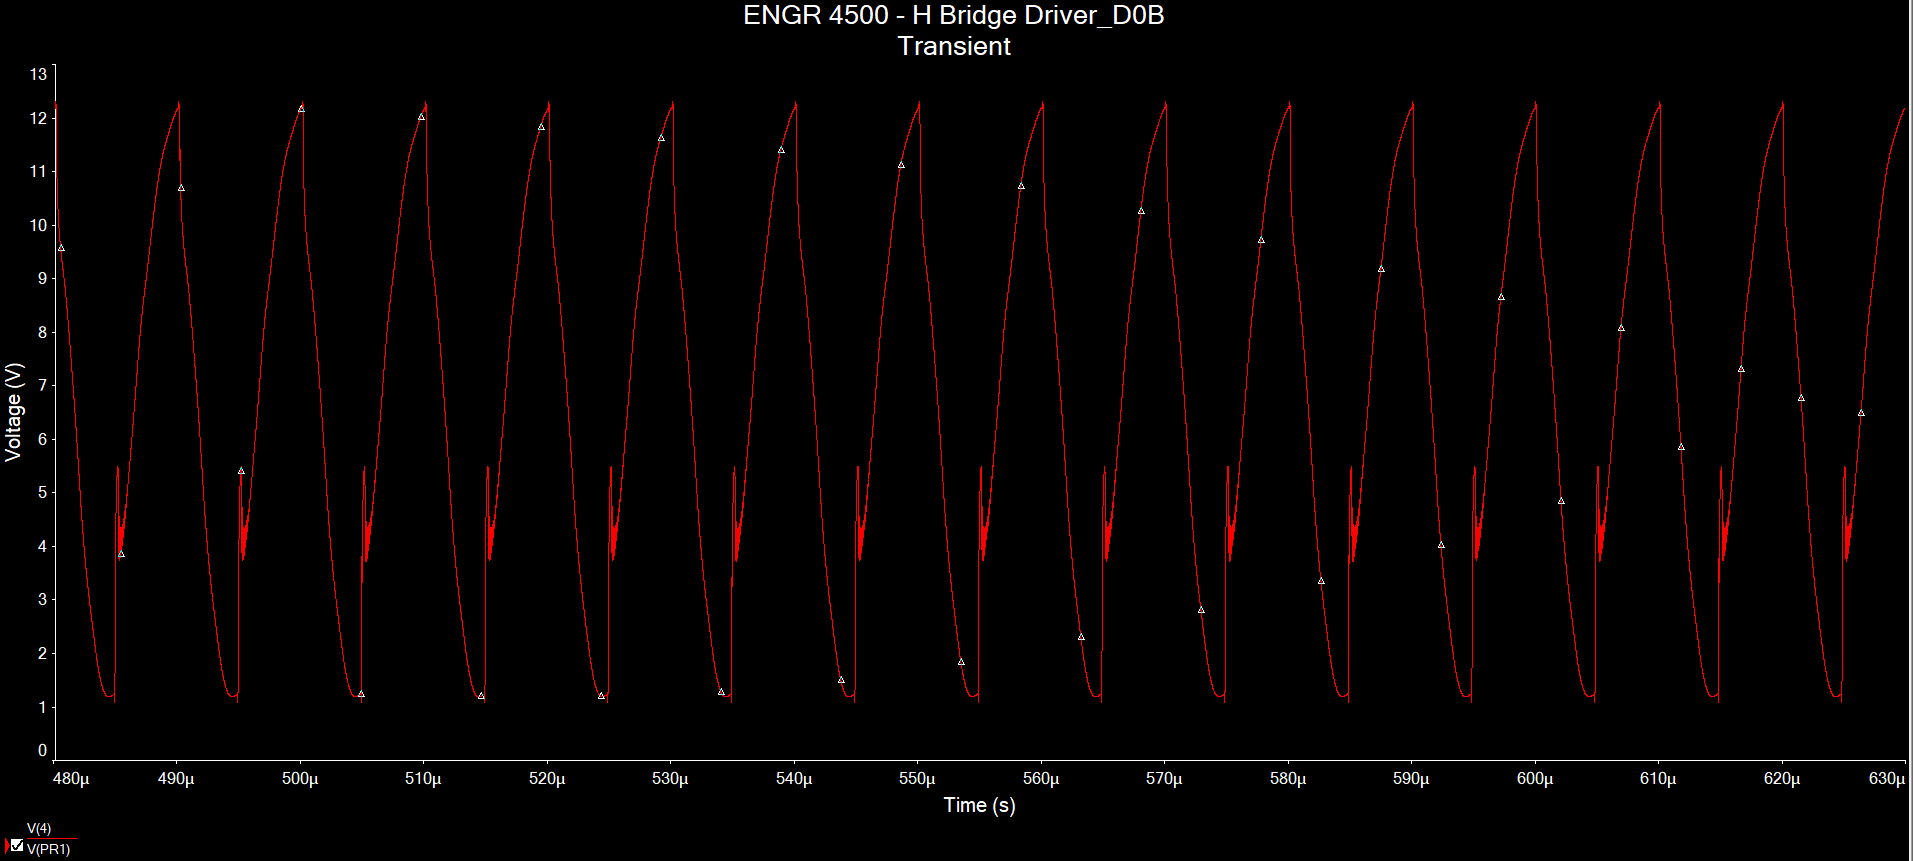 ENGR 4500 - H Bridge Driver_D0B
Transient
Voltage (V)
13
12
11
10
9
8
7
6
5
4
3
2
1
0
480µ 490µ 500µ 510µ 520µ 530µ 540µ 550µ 560µ 570µ 580µ 590µ 600µ 610µ 620µ 630µ
Time (s)
V(4)
V(PR1)